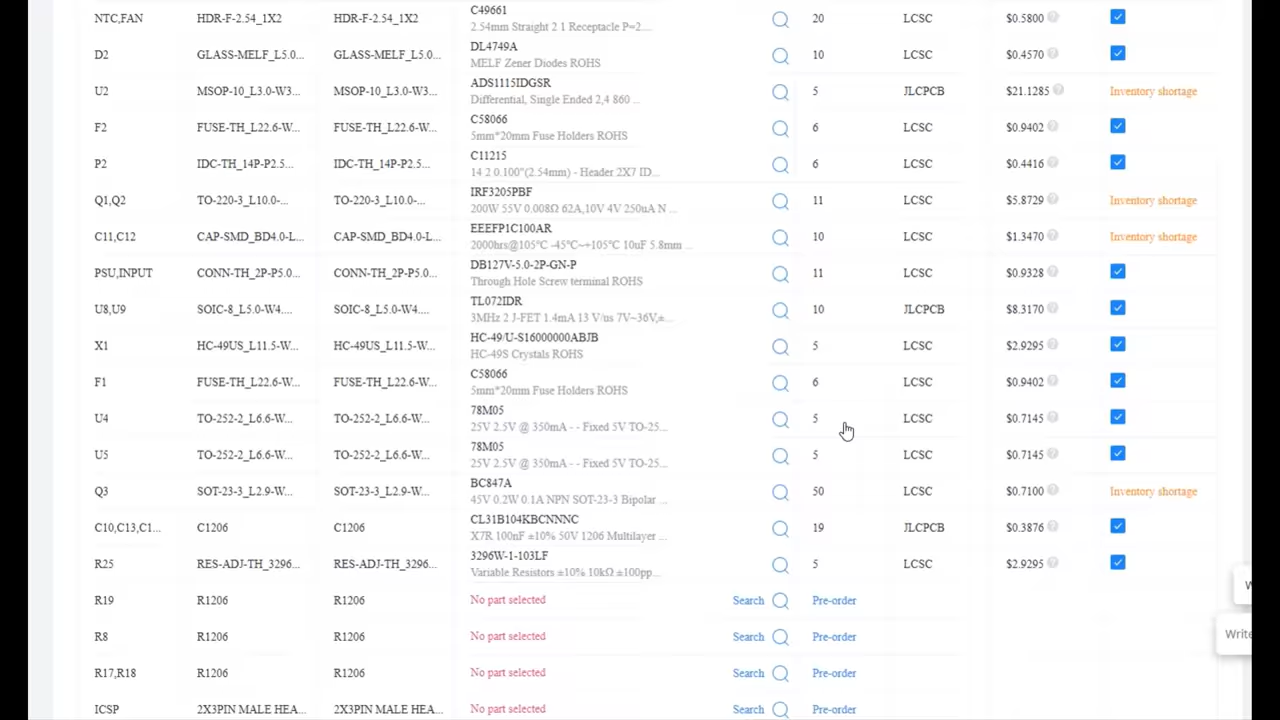 NTC,FAN HDR-F-2.54_1X2 HDR-F-2.54_1X2 C49661 20 LCSC $0.5800
2.54mm Straight 2 1 Receptacle P=2....
D2 GLASS-MELF_L5.0... GLASS-MELF_L5.0... DL4749A 10 LCSC $0.4570
MELF Zener Diodes ROHS
U2 MSOP-10_L3.0-W3... MSOP-10_L3.0-W3... ADS1115IDGSR 5 JLCPCB $21.1285 Inventory shortage
Differential, Single Ended 2,4 860 ...
F2 FUSE-TH_L22.6-W... FUSE-TH_L22.6-W... C58066 6 LCSC $0.9402
5mm*20mm Fuse Holders ROHS
P2 IDC-TH_14P-P2.5... IDC-TH_14P-P2.5... C11215 6 LCSC $0.4416
14 2 0.100"(2.54mm) - Header 2X7 ID...
Q1,Q2 TO-220-3_L10.0-... TO-220-3_L10.0-... IRF3205PBF 11 LCSC $5.8729 Inventory shortage
200W 55V 0.008Ω 62A,10V 4V 250uA N ...
C11,C12 CAP-SMD_BD4.0-L... CAP-SMD_BD4.0-L... EEEFP1C100AR 10 LCSC $1.3470 Inventory shortage
2000hrs@105℃ -45℃~+105℃ 10uF 5.8mm ...
PSU,INPUT CONN-TH_2P-P5.0... CONN-TH_2P-P5.0... DB127V-5.0-2P-GN-P 11 LCSC $0.9328
Through Hole Screw terminal ROHS
U8,U9 SOIC-8_L5.0-W4.... SOIC-8_L5.0-W4.... TL072IDR 10 JLCPCB $8.3170
3MHz 2 J-FET 1.4mA 13 V/us 7V~36V,±...
X1 HC-49US_L11.5-W... HC-49US_L11.5-W... HC-49/U-S16000000ABJB 5 LCSC $2.9295
HC-49S Crystals ROHS
F1 FUSE-TH_L22.6-W... FUSE-TH_L22.6-W... C58066 6 LCSC $0.9402
5mm*20mm Fuse Holders ROHS
U4 TO-252-2_L6.6-W... TO-252-2_L6.6-W... 78M05 5 LCSC $0.7145
25V 2.5V @ 350mA - - Fixed 5V TO-25...
U5 TO-252-2_L6.6-W... TO-252-2_L6.6-W... 78M05 5 LCSC $0.7145
25V 2.5V @ 350mA - - Fixed 5V TO-25...
Q3 SOT-23-3_L2.9-W... SOT-23-3_L2.9-W... BC847A 50 LCSC $0.7100 Inventory shortage
45V 0.2W 0.1A NPN SOT-23-3 Bipolar ...
C10,C13,C1... C1206 C1206 CL31B104KBCNNNC 19 JLCPCB $0.3876
X7R 100nF ±10% 50V 1206 Multilayer ...
R25 RES-ADJ-TH_3296... RES-ADJ-TH_3296... 3296W-1-103LF 5 LCSC $2.9295
Variable Resistors ±10% 10kΩ ±100pp...
R19 R1206 R1206 No part selected Search Pre-order
R8 R1206 R1206 No part selected Search Pre-order
Write
R17,R18 R1206 R1206 No part selected Search Pre-order
ICSP 2X3PIN MALE HEA... 2X3PIN MALE HEA... No part selected Search Pre-order